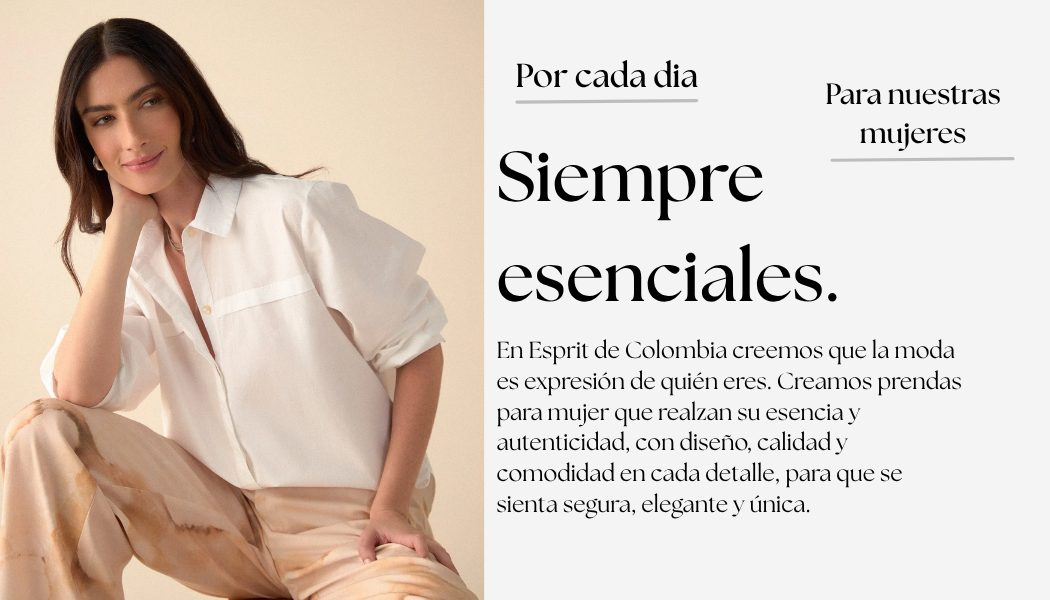 Por cada dia
Para nuestras
mujeres
Siempre
esenciales.
En Esprit de Colombia creemos que la moda
es expresión de quién eres. Creamos prendas
para mujer que realzan su esencia y
autenticidad, con diseño, calidad y
comodidad en cada detalle, para que se
sienta segura, elegante y única.